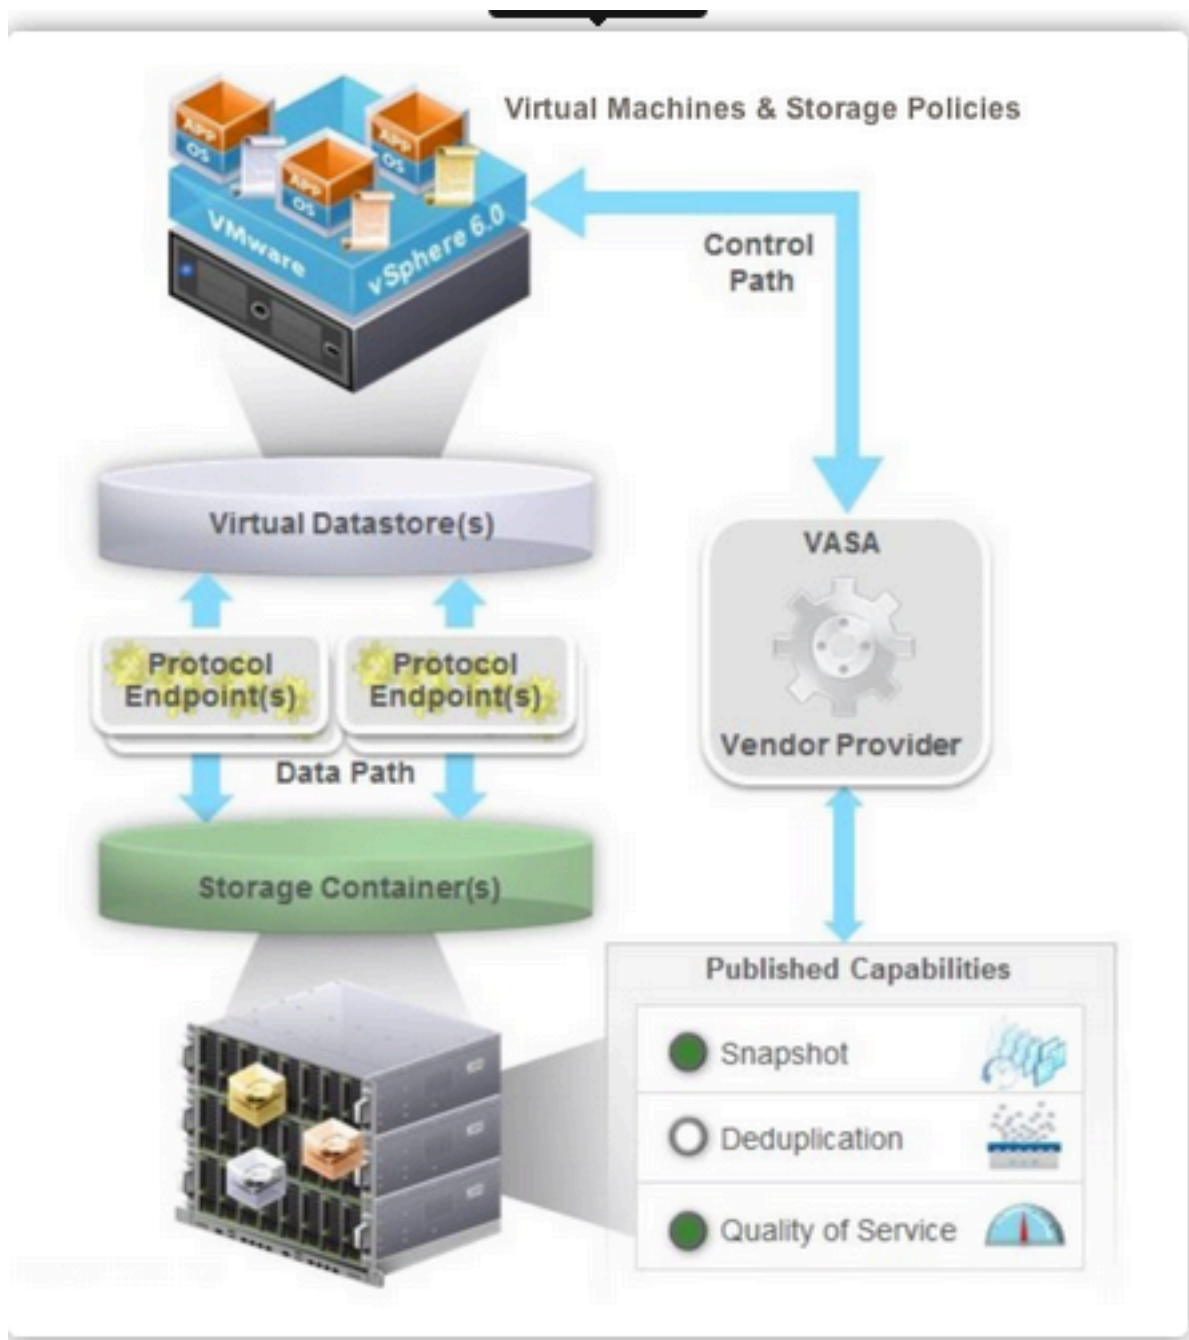 Virtual Machines & Storage Policies
APP
OS
APP
OS
APP
OS
VMware
vSphere 6.0
Control
Path
Virtual Datastore(s)
VASA
Protocol
Endpoint(s)
Protocol
Endpoint(s)
Vendor Provider
Data Path
Storage Container(s)
Published Capabilities
Snapshot
Deduplication
Quality of Service